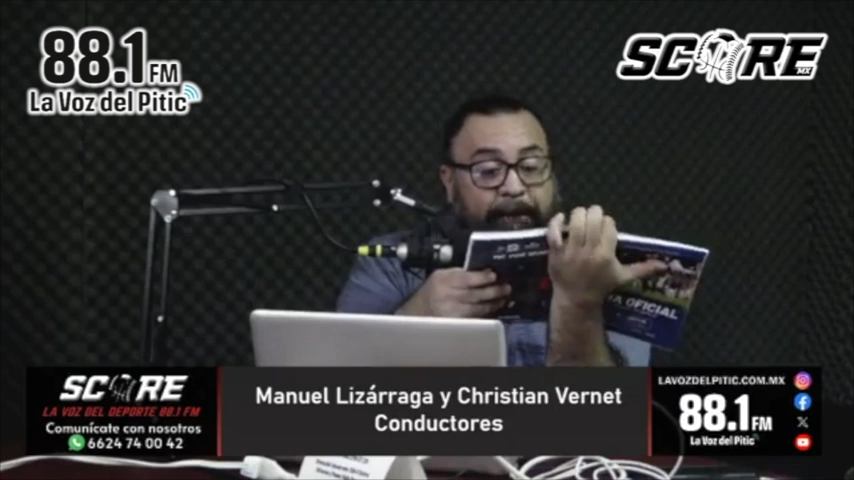 88.1 FM
La Voz del Pitic
SCORE
MX
A OFICIAL
SCORE
LA VOZ DEL DEPORTE 88.1 FM
Comunícate con nosotros
6624 74 00 42
Manuel Lizárraga y Christian Vernet
Conductores
LAVOZDELPITIC.COM.MX
88.1 FM
La Voz del Pitic